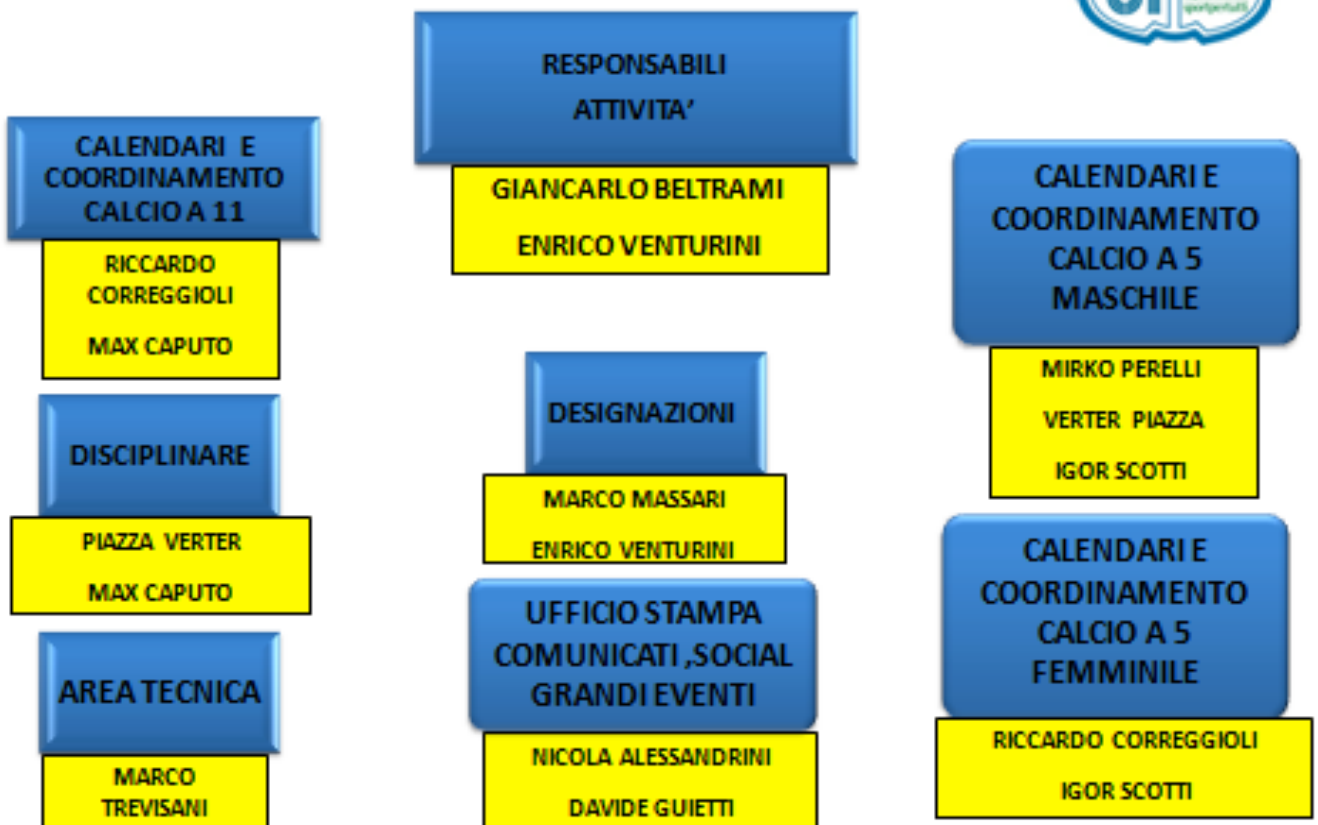 sportpertutti
RESPONSABILI
ATTIVITA'
GIANCARLO BELTRAMI
ENRICO VENTURINI
CALENDARI E
COORDINAMENTO
CALCIO A 11
RICCARDO
CORREGGIOLI
MAX CAPUTO
DISCIPLINARE
PIAZZA VERTER
MAX CAPUTO
AREA TECNICA
MARCO
TREVISANI
DESIGNAZIONI
MARCO MASSARI
ENRICO VENTURINI
UFFICIO STAMPA
COMUNICATI ,SOCIAL
GRANDI EVENTI
NICOLA ALESSANDRINI
DAVIDE GUIETTI
CALENDARI E
COORDINAMENTO
CALCIO A 5
MASCHILE
MIRKO PERELLI
VERTER PIAZZA
IGOR SCOTTI
CALENDARI E
COORDINAMENTO
CALCIO A 5
FEMMINILE
RICCARDO CORREGGIOLI
IGOR SCOTTI